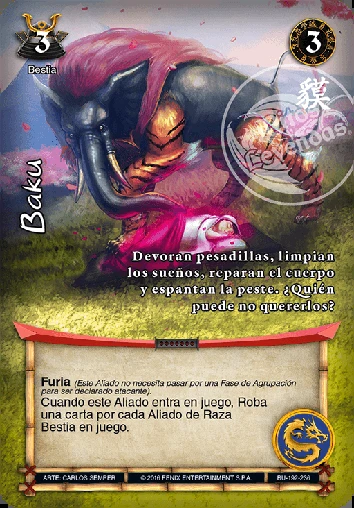 3
3
Bestia
貘
Baku
Devoran pesadillas, limpian
los sueños, reparan el cuerpo
y espantan la peste. ¿Quién
puede no quererlos?
Furia (Este Aliado no necesita pasar por una Fase de Agrupación
para ser declarado atacante).
Cuando este Aliado entra en juego, Roba
una carta por cada Aliado de Raza
Bestia en juego.
ARTE: CARLOS SEMPER
© 2016 FENIX ENTERTAINMENT S.P.A.